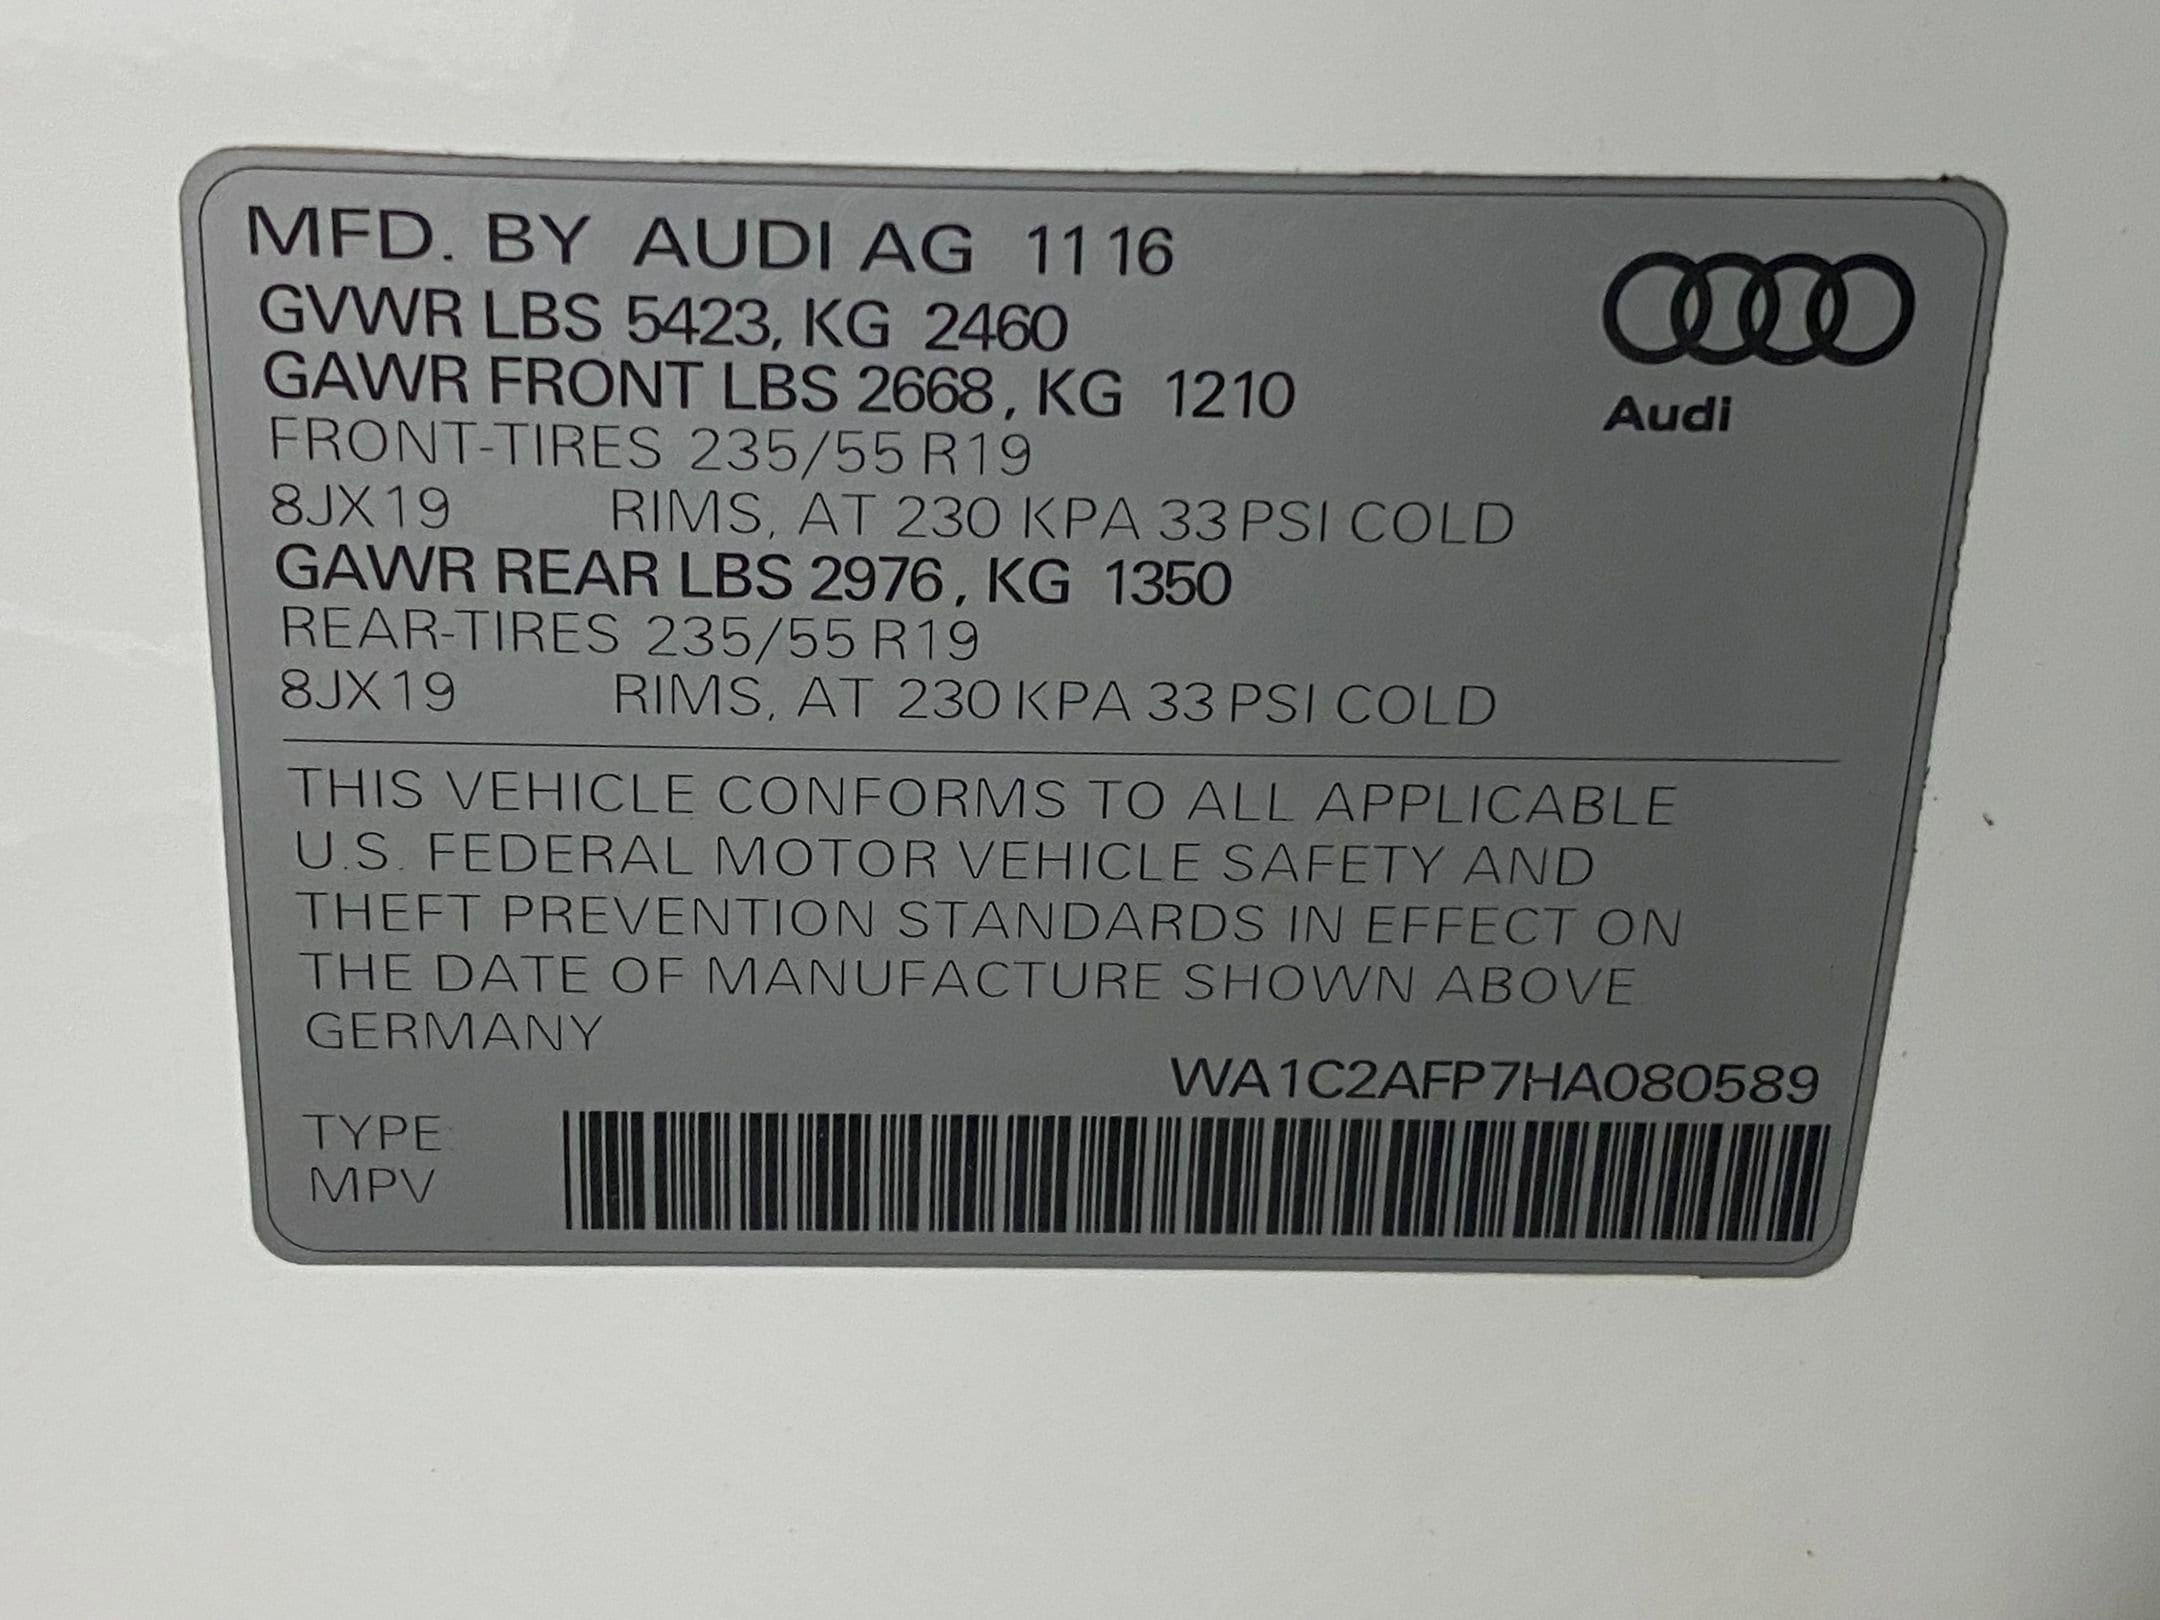 MFD. BY AUDI AG 11 16
GVWR LBS 5423, KG 2460
GAWR FRONT LBS 2668, KG 1210
FRONT-TIRES 235/55 R19
8JX19 RIMS, AT 230 KPA 33 PSI COLD
GAWR REAR LBS 2976, KG 1350
REAR-TIRES 235/55 R19
8JX19 RIMS, AT 230 KPA 33 PSI COLD
Audi
THIS VEHICLE CONFORMS TO ALL APPLICABLE
U.S. FEDERAL MOTOR VEHICLE SAFETY AND
THEFT PREVENTION STANDARDS IN EFFECT ON
THE DATE OF MANUFACTURE SHOWN ABOVE
GERMANY
WA1C2AFP7HA080589
TYPE:
MPV